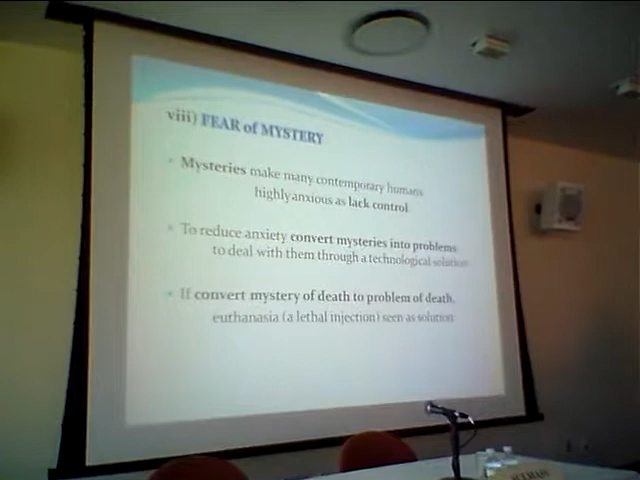 viii) FEAR of MYSTERY
• Mysteries make many contemporary humans
highly anxious as lack control
• To reduce anxiety convert mysteries into problems
to deal with them through a technological solution
• If convert mystery of death to problem of death,
euthanasia (a lethal injection) seen as solution